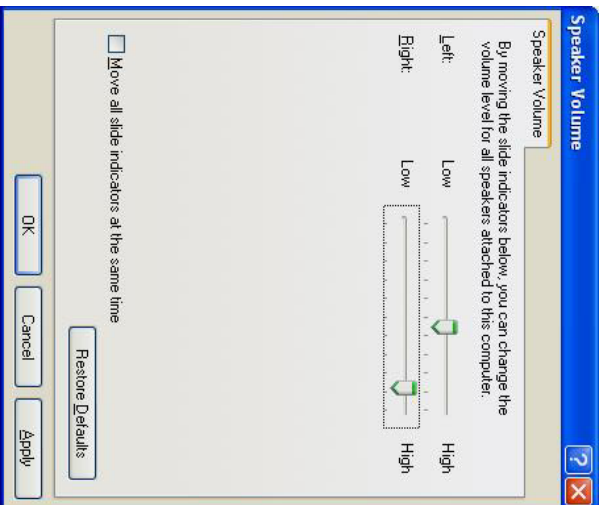 Speaker Volume
Speaker Volume
By moving the slide indicators below, you can change the
volume level for all speakers attached to this computer.
Left: Low High
Right: Low High
Move all slide indicators at the same time
Restore Defaults
OK Cancel Apply